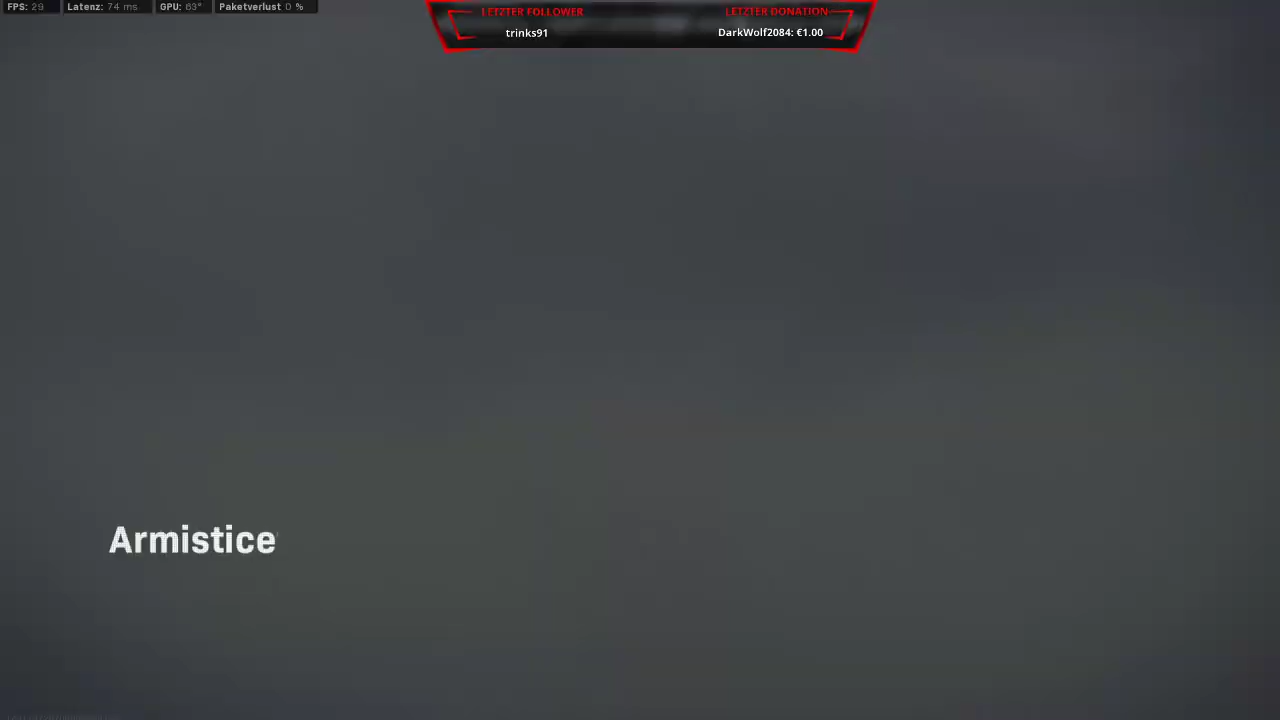 FPS: 29 Latenz: 74 ms GPU: 63° Paketverlust 0 %
LETZTER FOLLOWER LETZTER DONATION
trinks91 DarkWolf2084: €1.00
Armistice